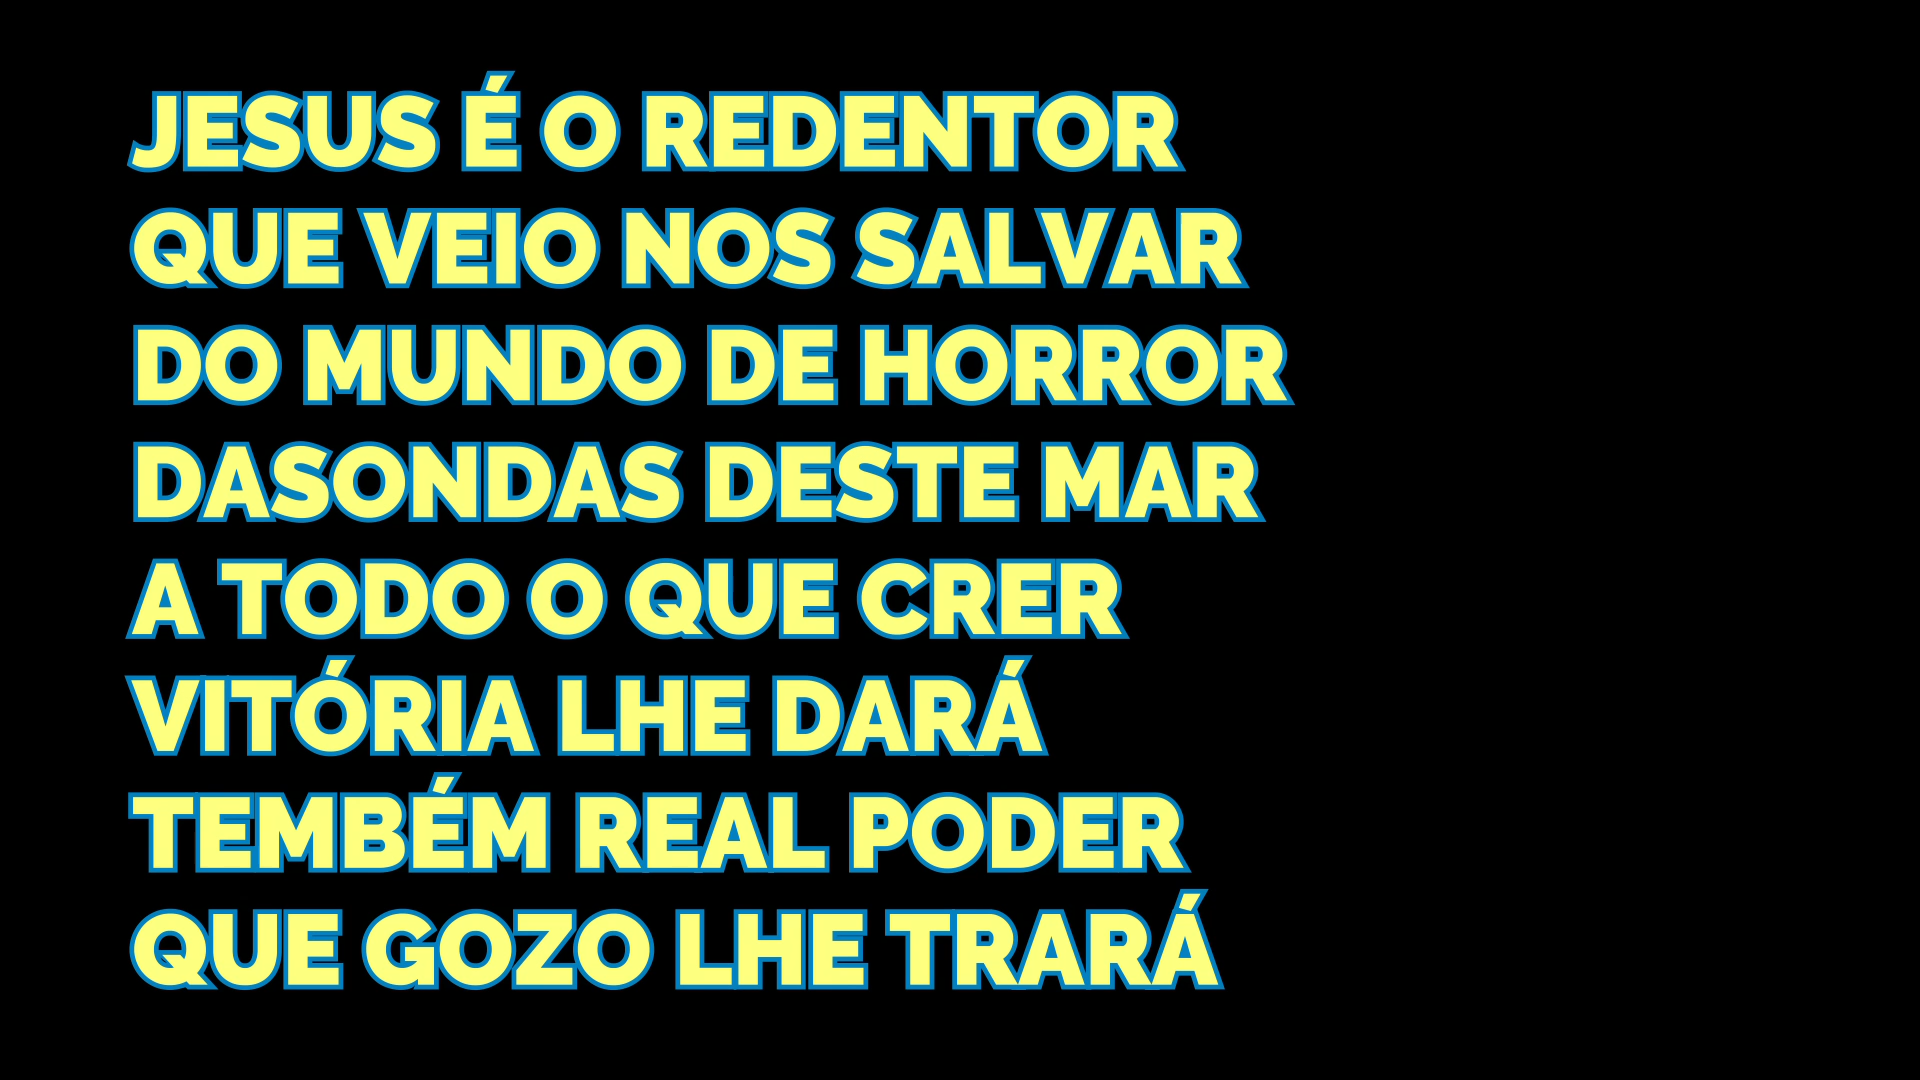 JESUS É O REDENTOR
QUE VEIO NOS SALVAR
DO MUNDO DE HORROR
DASONDAS DESTE MAR
A TODO O QUE CRER
VITÓRIA LHE DARÁ
TEMBÉM REAL PODER
QUE GOZO LHE TRARÁ